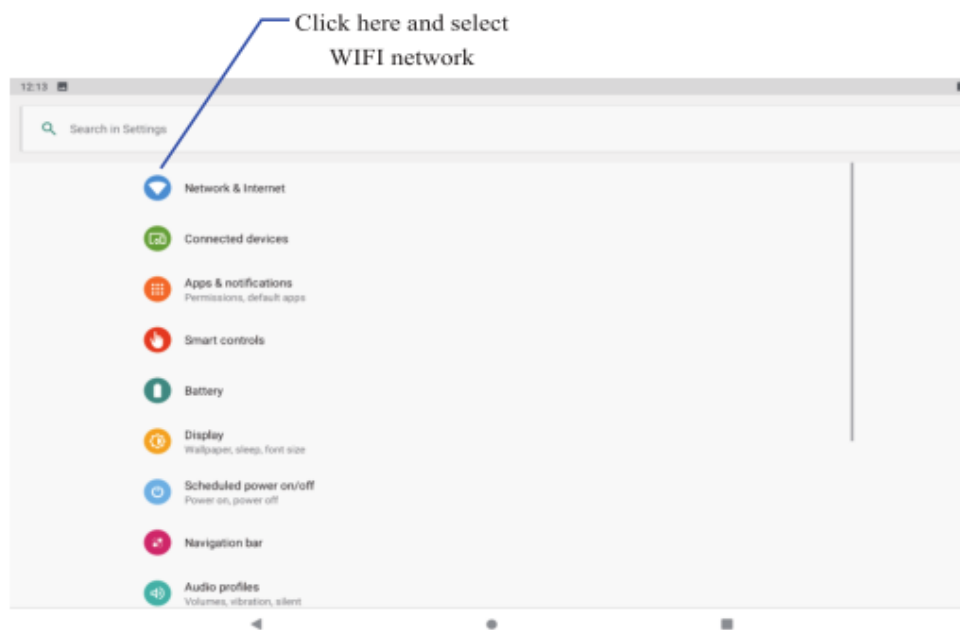 Click here and select
WIFI network
12:13
Search in Settings
Network & Internet
Connected devices
Apps & notifications
Permissions, default apps
Smart controls
Battery
Display
Wallpaper, sleep, font size
Scheduled power on/off
Power on, power off
Navigation bar
Audio profiles
Volumes, vibration, silent